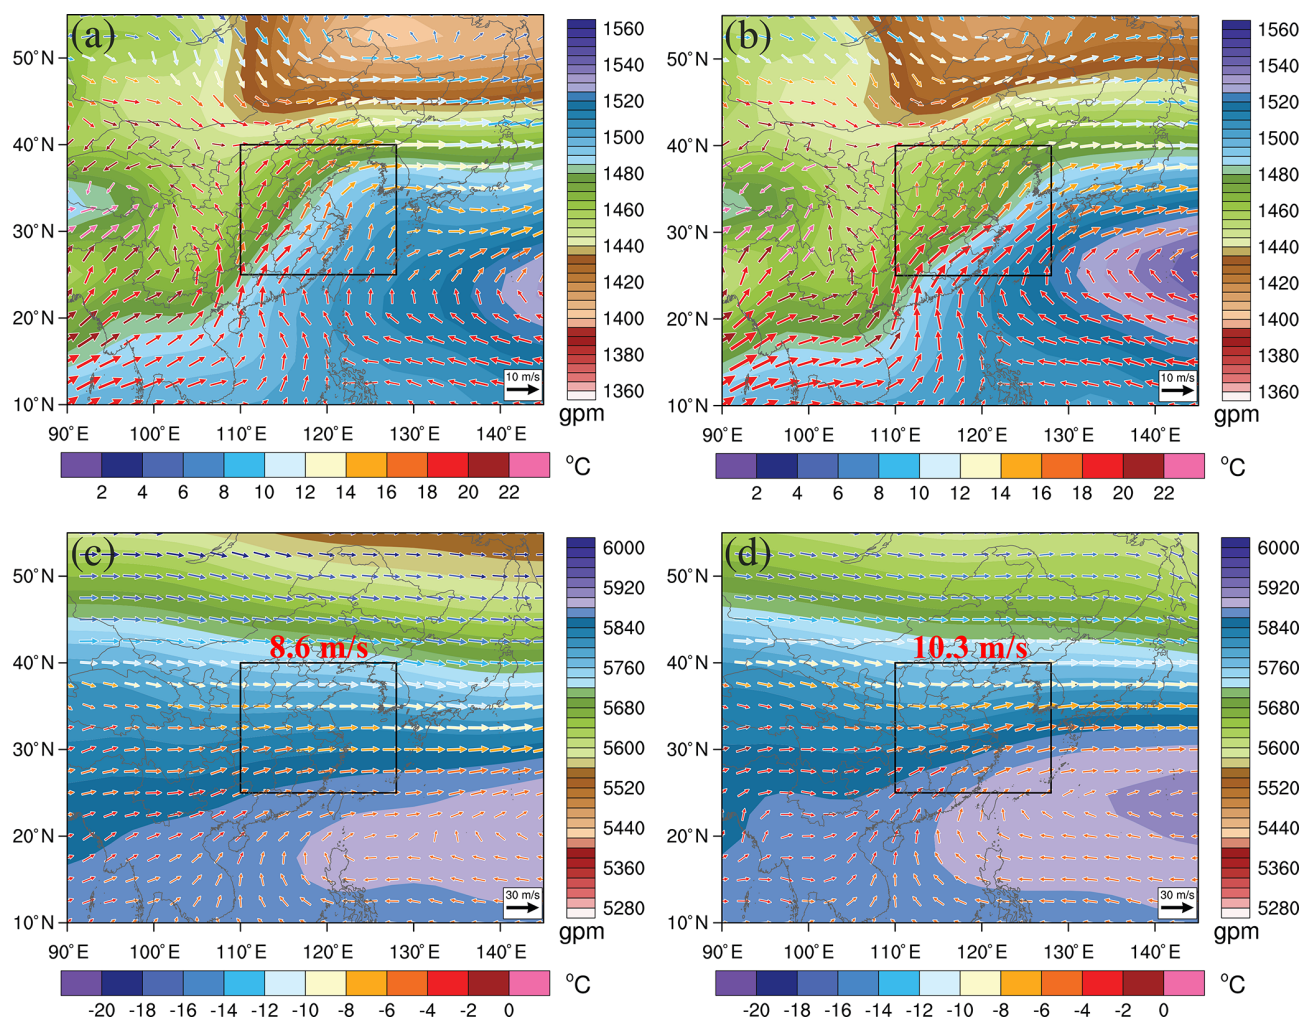 (a)
50°N
40°N
30°N
20°N
10°N
90°E 100°E 110°E 120°E 130°E 140°E
10 m/s
1560
1540
1520
1500
1480
1460
1440
1420
1400
1380
1360
gpm
2 4 6 8 10 12 14 16 18 20 22
°C
(b)
50°N
40°N
30°N
20°N
10°N
90°E 100°E 110°E 120°E 130°E 140°E
10 m/s
1560
1540
1520
1500
1480
1460
1440
1420
1400
1380
1360
gpm
2 4 6 8 10 12 14 16 18 20 22
°C
(c)
8.6 m/s
50°N
40°N
30°N
20°N
10°N
90°E 100°E 110°E 120°E 130°E 140°E
30 m/s
6000
5920
5840
5760
5680
5600
5520
5440
5360
5280
gpm
-20 -18 -16 -14 -12 -10 -8 -6 -4 -2 0
°C
(d)
10.3 m/s
50°N
40°N
30°N
20°N
10°N
90°E 100°E 110°E 120°E 130°E 140°E
30 m/s
6000
5920
5840
5760
5680
5600
5520
5440
5360
5280
gpm
-20 -18 -16 -14 -12 -10 -8 -6 -4 -2 0
°C